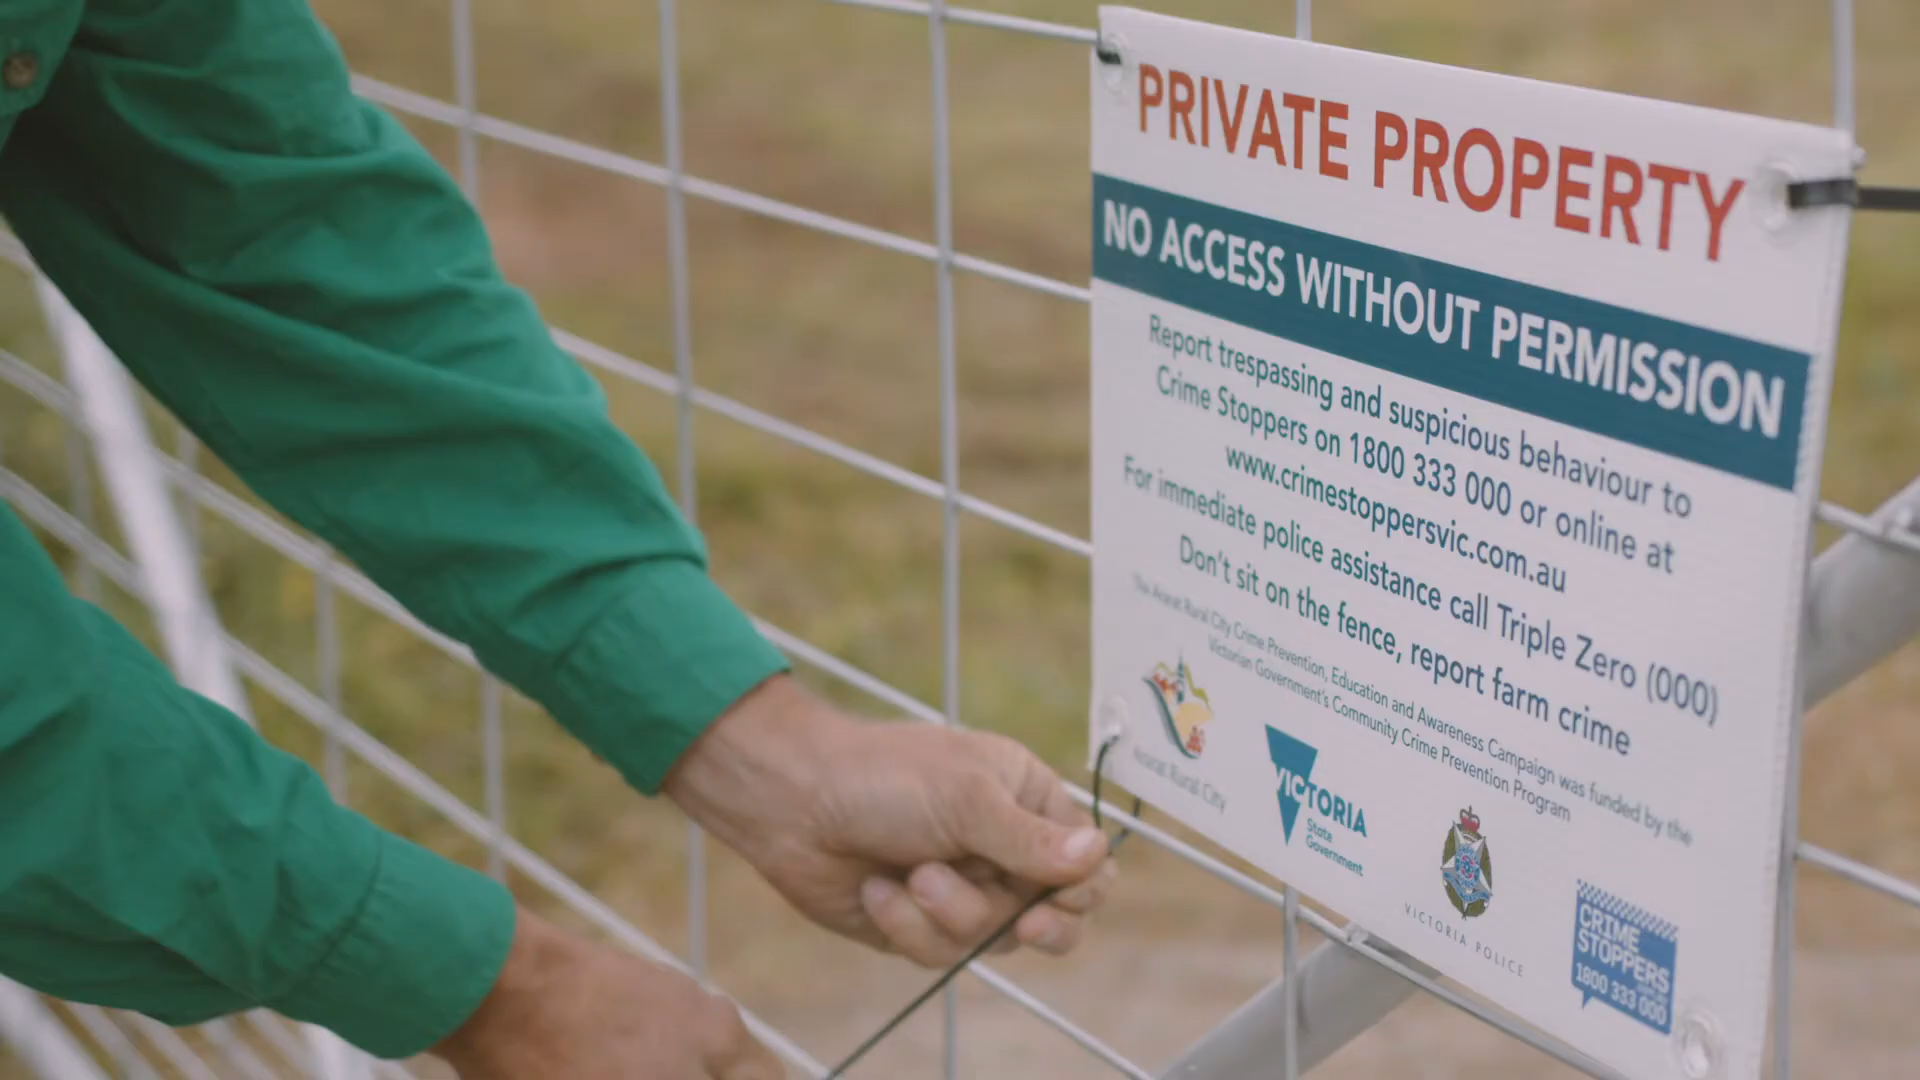 PRIVATE PROPERTY
NO ACCESS WITHOUT PERMISSION
Report trespassing and suspicious behaviour to
Crime Stoppers on 1800 333 000 or online at
www.crimestoppersvic.com.au
For immediate police assistance call Triple Zero (000)
Don't sit on the fence, report farm crime
The Ararat Rural City Crime Prevention, Education and Awareness Campaign was funded by the
Victorian Government's Community Crime Prevention Program
Ararat Rural City
VICTORIA
State
Government
VICTORIA POLICE
CRIME
STOPPERS
1800 333 000